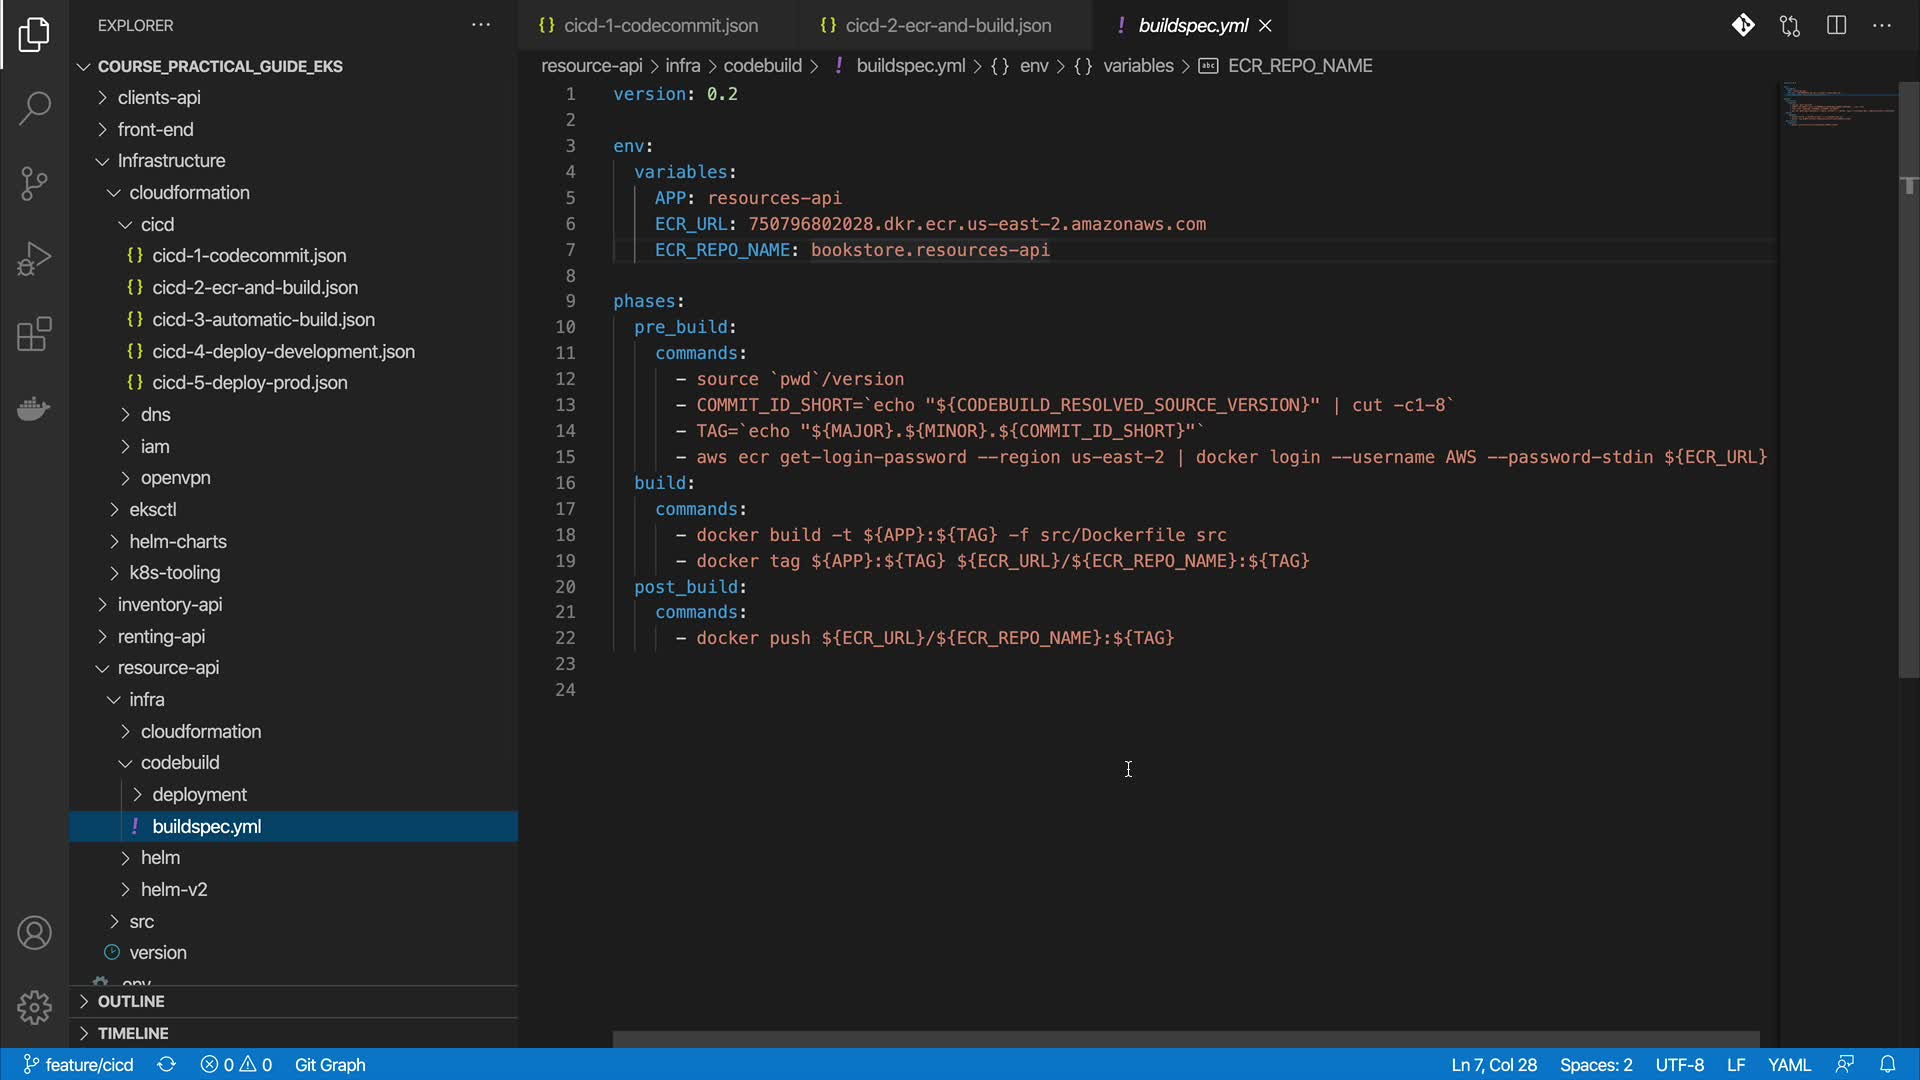 EXPLORER
COURSE_PRACTICAL_GUIDE_EKS
clients-api
front-end
Infrastructure
cloudformation
cicd
cicd-1-codecommit.json
cicd-2-ecr-and-build.json
cicd-3-automatic-build.json
cicd-4-deploy-development.json
cicd-5-deploy-prod.json
dns
iam
openvpn
eksctl
helm-charts
k8s-tooling
inventory-api
renting-api
resource-api
infra
cloudformation
codebuild
deployment
! buildspec.yml
helm
helm-v2
src
version
OUTLINE
TIMELINE
{} cicd-1-codecommit.json {} cicd-2-ecr-and-build.json ! buildspec.yml
resource-api > infra > codebuild > ! buildspec.yml > {} env > {} variables > abc ECR_REPO_NAME
1 version: 0.2
2
3 env:
4 variables:
5 APP: resources-api
6 ECR_URL: 750796802028.dkr.ecr.us-east-2.amazonaws.com
7 ECR_REPO_NAME: bookstore.resources-api
8
9 phases:
10 pre_build:
11 commands:
12 - source `pwd`/version
13 - COMMIT_ID_SHORT=`echo "${CODEBUILD_RESOLVED_SOURCE_VERSION}" | cut -c1-8`
14 - TAG=`echo "${MAJOR}.${MINOR}.${COMMIT_ID_SHORT}"`
15 - aws ecr get-login-password --region us-east-2 | docker login --username AWS --password-stdin ${ECR_URL}
16 build:
17 commands:
18 - docker build -t ${APP}:${TAG} -f src/Dockerfile src
19 - docker tag ${APP}:${TAG} ${ECR_URL}/${ECR_REPO_NAME}:${TAG}
20 post_build:
21 commands:
22 - docker push ${ECR_URL}/${ECR_REPO_NAME}:${TAG}
23
24
feature/cicd 0 0 Git Graph Ln 7, Col 28 Spaces: 2 UTF-8 LF YAML